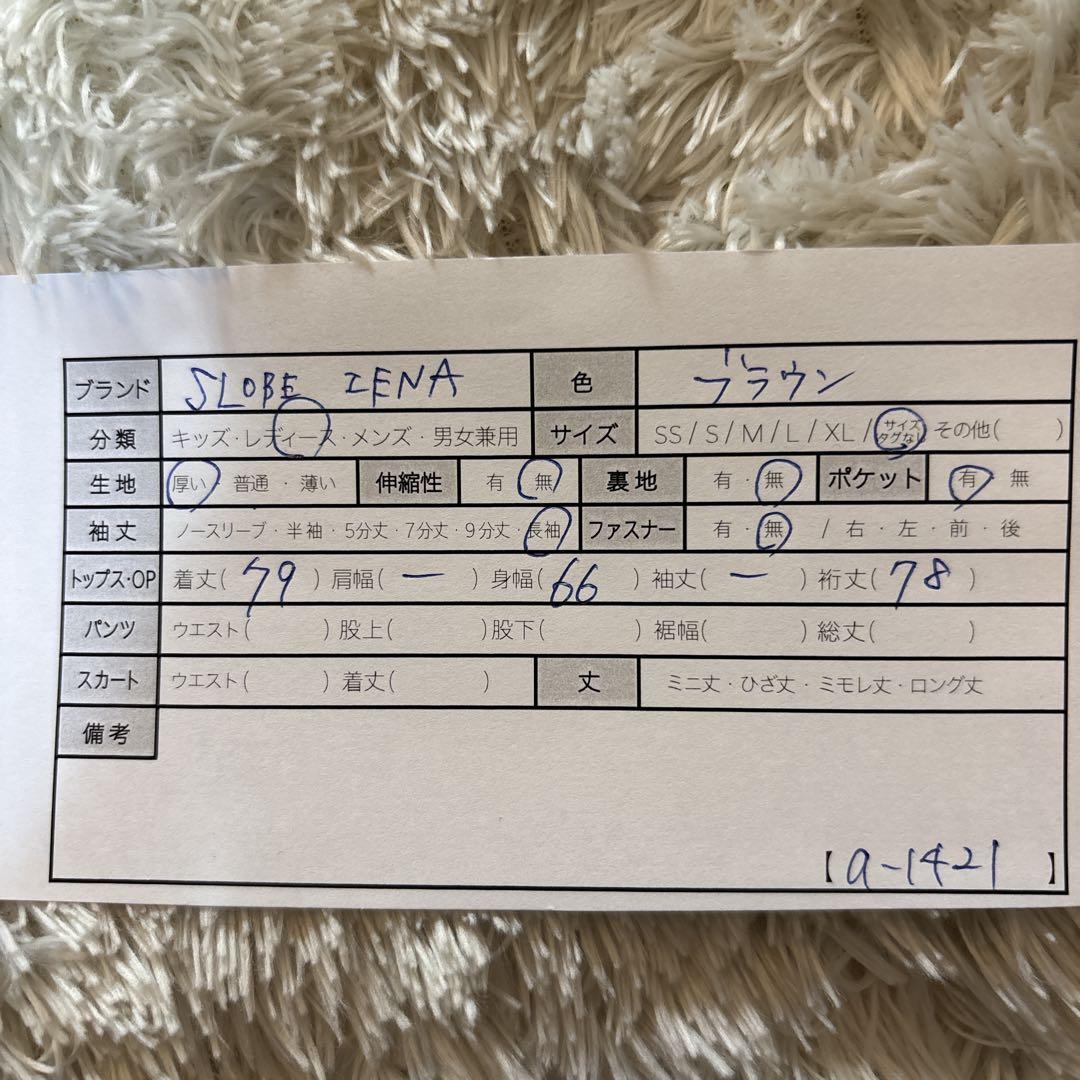 ブランド SLOBE IENA 色 ブラウン
分類 キッズ・レディース・メンズ・男女兼用 サイズ SS/S/M/L/XL/サイズタグなし その他( )
生地 厚い・普通・薄い 伸縮性 有・無 裏地 有・無 ポケット 有・無
袖丈 ノースリーブ・半袖・5分丈・7分丈・9分丈・長袖 ファスナー 有・無 / 右・左・前・後
トップス・OP 着丈(79) 肩幅(ー) 身幅(66) 袖丈(ー) 裄丈(78)
パンツ ウエスト( ) 股上( ) 股下( ) 裾幅( ) 総丈( )
スカート ウエスト( ) 着丈( ) 丈 ミニ丈・ひざ丈・ミモレ丈・ロング丈
備考
【a-1421】